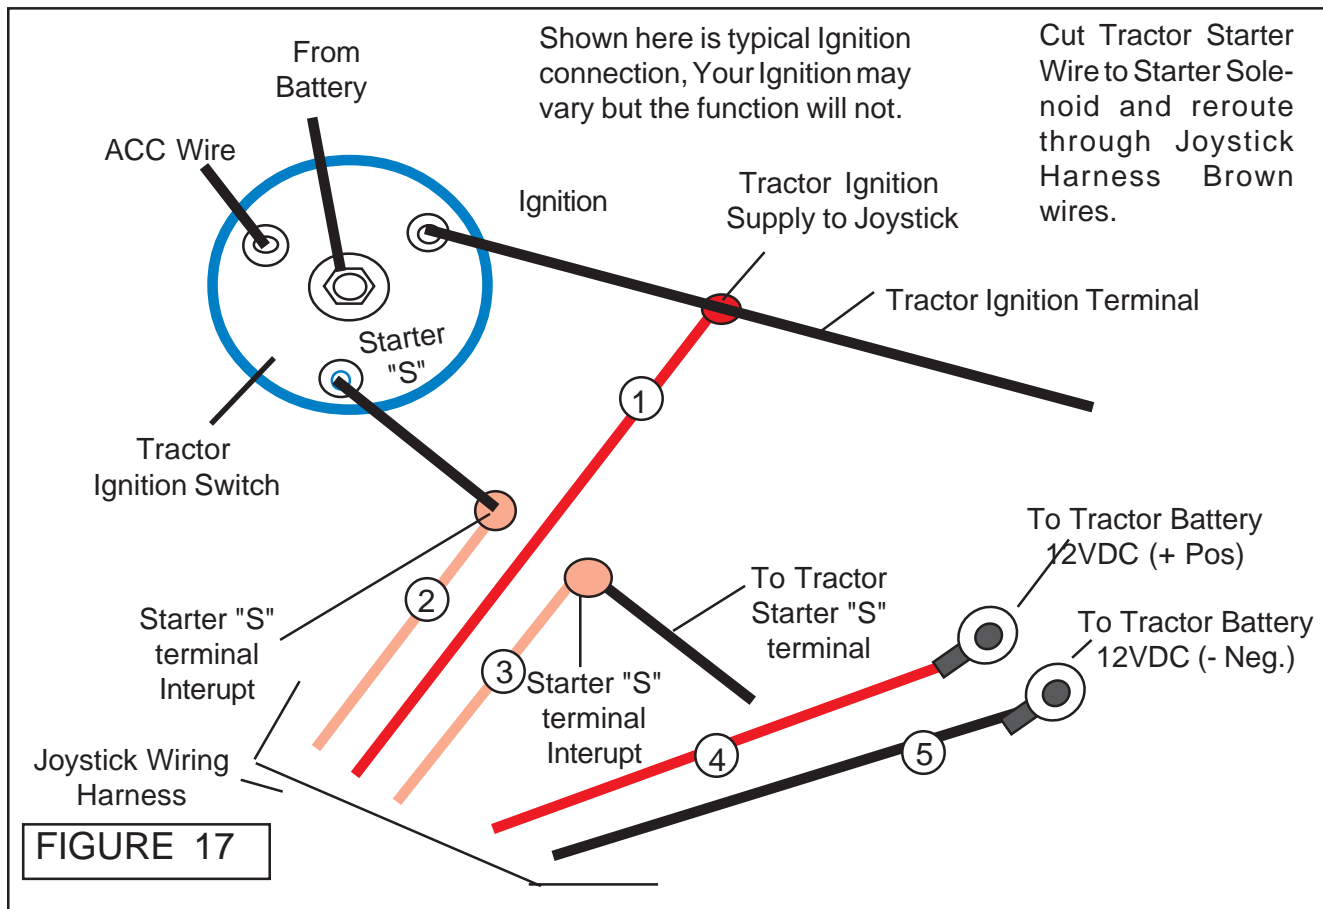 From
Battery
ACC Wire
Shown here is typical Ignition
connection, Your Ignition may
vary but the function will not.
Cut Tractor Starter
Wire to Starter Sole-
noid and reroute
through Joystick
Harness Brown
wires.
Ignition
Tractor Ignition
Supply to Joystick
Tractor Ignition Terminal
Starter
"S"
1
Tractor
Ignition Switch
2
Starter "S"
terminal
Interupt
3
Starter "S"
terminal
Interupt
To Tractor
Starter "S"
terminal
To Tractor Battery
12VDC (+ Pos)
To Tractor Battery
12VDC (- Neg.)
4
5
Joystick Wiring
Harness
FIGURE 17